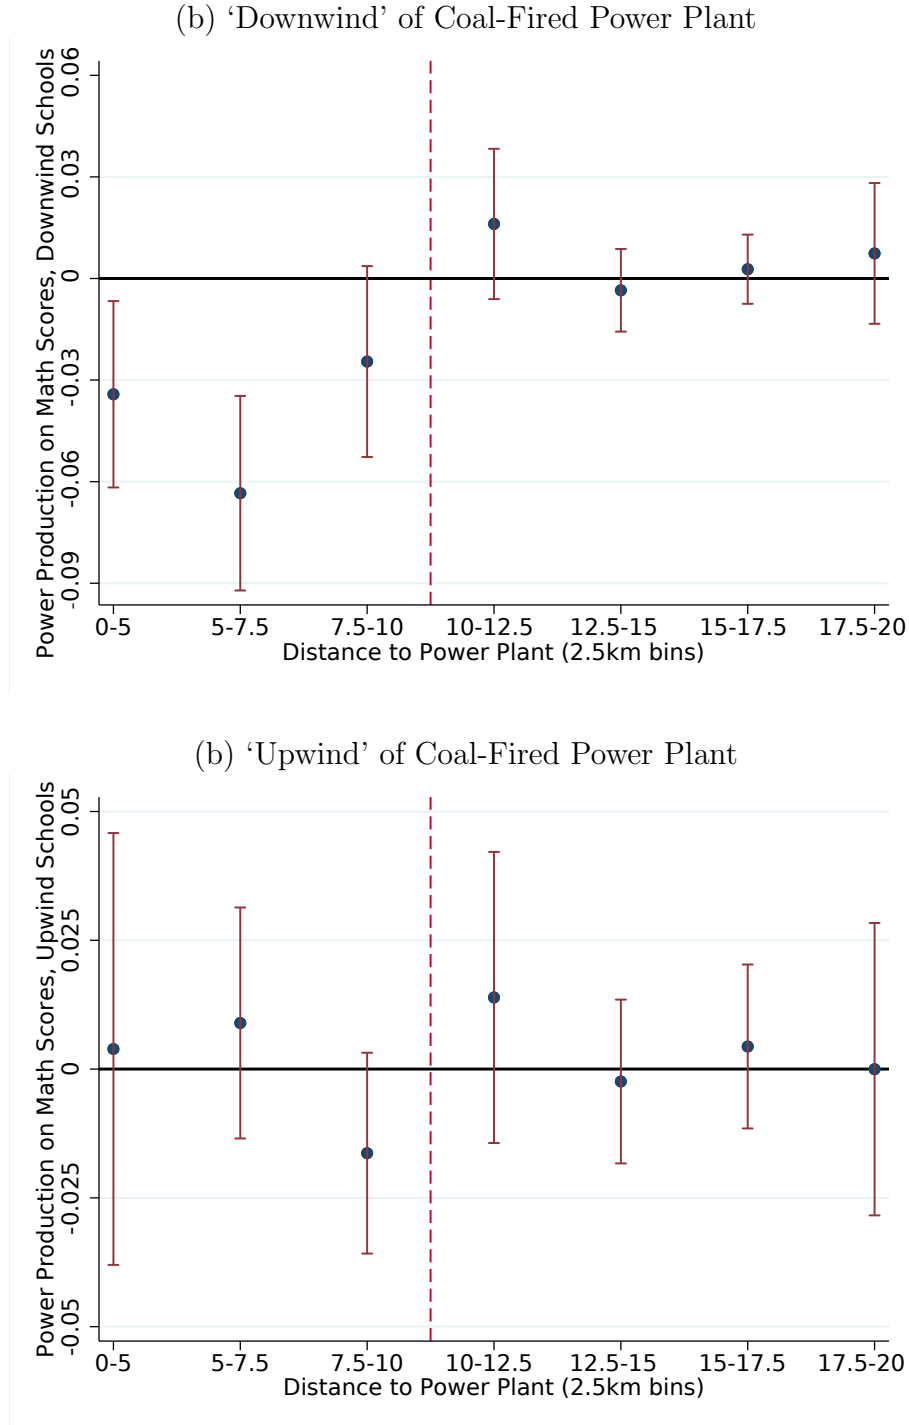 (b) ‘Downwind’ of Coal-Fired Power Plant
Power Production on Math Scores, Downwind Schools
0.06
0.03
0
-0.03
-0.06
-0.09
0-5 5-7.5 7.5-10 10-12.5 12.5-15 15-17.5 17.5-20
Distance to Power Plant (2.5km bins)
(b) ‘Upwind’ of Coal-Fired Power Plant
Power Production on Math Scores, Upwind Schools
0.05
0.025
0
-0.025
-0.05
0-5 5-7.5 7.5-10 10-12.5 12.5-15 15-17.5 17.5-20
Distance to Power Plant (2.5km bins)